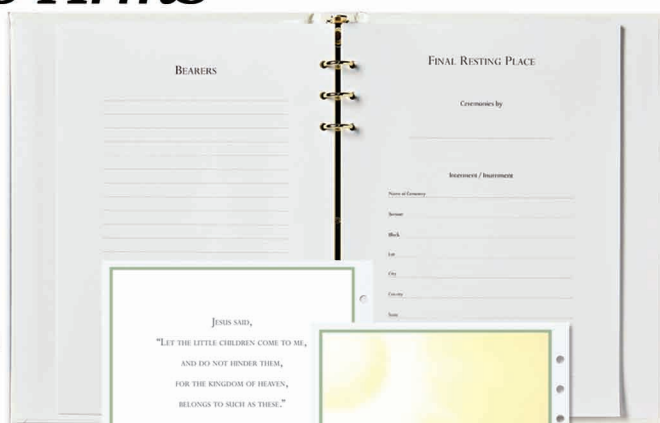 Arms
BEARERS
FINAL RESTING PLACE
Ceremonies by
Interment / Inurnment
Name of Cemetery
Section
Block
Lot
City
County
State
JESUS SAID,
"LET THE LITTLE CHILDREN COME TO ME,
AND DO NOT HINDER THEM,
FOR THE KINGDOM OF HEAVEN,
BELONGS TO SUCH AS THESE."